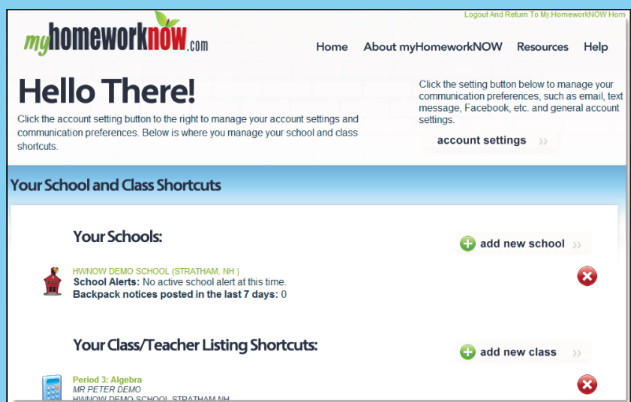 Logout And Return To My HomeworkNOW Hom
myhomeworknow.com
Home About myHomeworkNOW Resources Help
Hello There!
Click the account setting button to the right to manage your account settings and
communication preferences. Below is where you manage your school and class
shortcuts.
Click the setting button below to manage your
communication preferences, such as email, text
message, Facebook, etc. and general account
settings.
account settings »
Your School and Class Shortcuts
Your Schools:
add new school »
HWNOW DEMO SCHOOL (STRATHAM, NH )
School Alerts: No active school alert at this time.
Backpack notices posted in the last 7 days: 0
Your Class/Teacher Listing Shortcuts:
add new class »
Period 3: Algebra
MR PETER DEMO
HWNOW DEMO SCHOOL STRATHAM NH